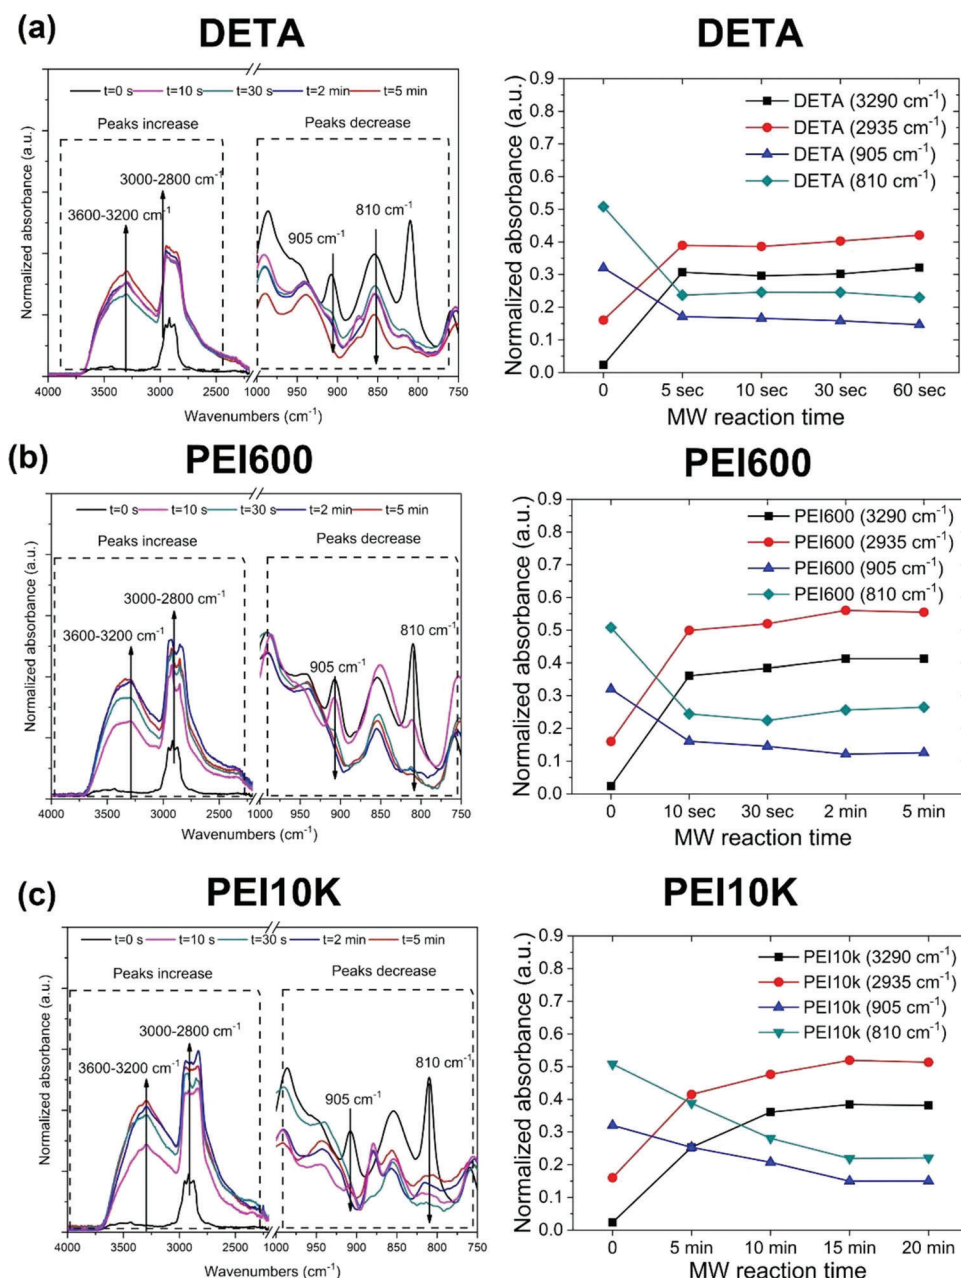 (a)
DETA
DETA
t=0 s t=10 s t=30 s t=2 min t=5 min
Peaks increase
Peaks decrease
3000-2800 cm⁻¹
3600-3200 cm⁻¹
905 cm⁻¹
810 cm⁻¹
Normalized absorbance (a.u.)
4000 3500 3000 2500 1000 950 900 850 800 750
Wavenumbers (cm⁻¹)
Normalized absorbance (a.u.)
0.9
0.8
0.7
0.6
0.5
0.4
0.3
0.2
0.1
0.0
DETA (3290 cm⁻¹)
DETA (2935 cm⁻¹)
DETA (905 cm⁻¹)
DETA (810 cm⁻¹)
0 5 sec 10 sec 30 sec 60 sec
MW reaction time
(b)
PEI600
PEI600
t=0 s t=10 s t=30 s t=2 min t=5 min
Peaks increase
Peaks decrease
3000-2800 cm⁻¹
3600-3200 cm⁻¹
905 cm⁻¹
810 cm⁻¹
Normalized absorbance (a.u.)
4000 3500 3000 2500 1000 950 900 850 800 750
Wavenumbers (cm⁻¹)
Normalized absorbance (a.u.)
0.9
0.8
0.7
0.6
0.5
0.4
0.3
0.2
0.1
0.0
PEI600 (3290 cm⁻¹)
PEI600 (2935 cm⁻¹)
PEI600 (905 cm⁻¹)
PEI600 (810 cm⁻¹)
0 10 sec 30 sec 2 min 5 min
MW reaction time
(c)
PEI10K
PEI10K
t=0 s t=10 s t=30 s t=2 min t=5 min
Peaks increase
Peaks decrease
3000-2800 cm⁻¹
3600-3200 cm⁻¹
905 cm⁻¹
810 cm⁻¹
Normalized absorbance (a.u.)
4000 3500 3000 2500 1000 950 900 850 800 750
Wavenumbers (cm⁻¹)
Normalized absorbance (a.u.)
0.9
0.8
0.7
0.6
0.5
0.4
0.3
0.2
0.1
0.0
PEI10k (3290 cm⁻¹)
PEI10k (2935 cm⁻¹)
PEI10k (905 cm⁻¹)
PEI10k (810 cm⁻¹)
0 5 min 10 min 15 min 20 min
MW reaction time